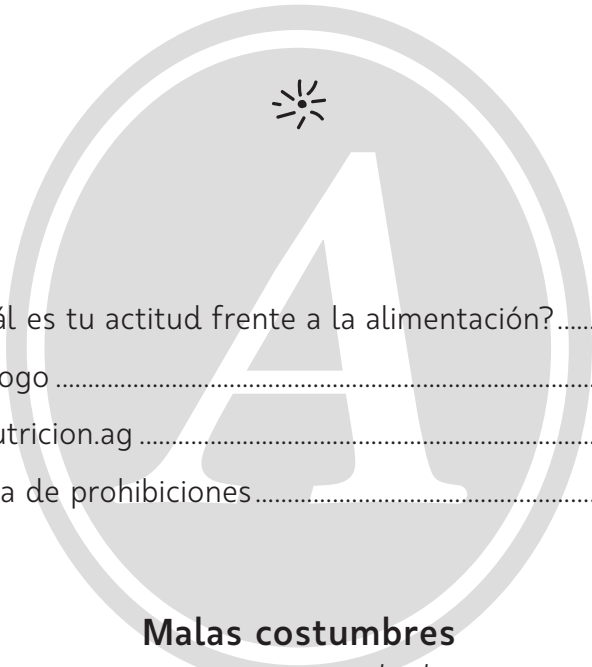 A
ál es tu actitud frente a la alimentación?......
ogo................................................................................
utricion.ag....................................................................
a de prohibiciones..................................................
Malas costumbres